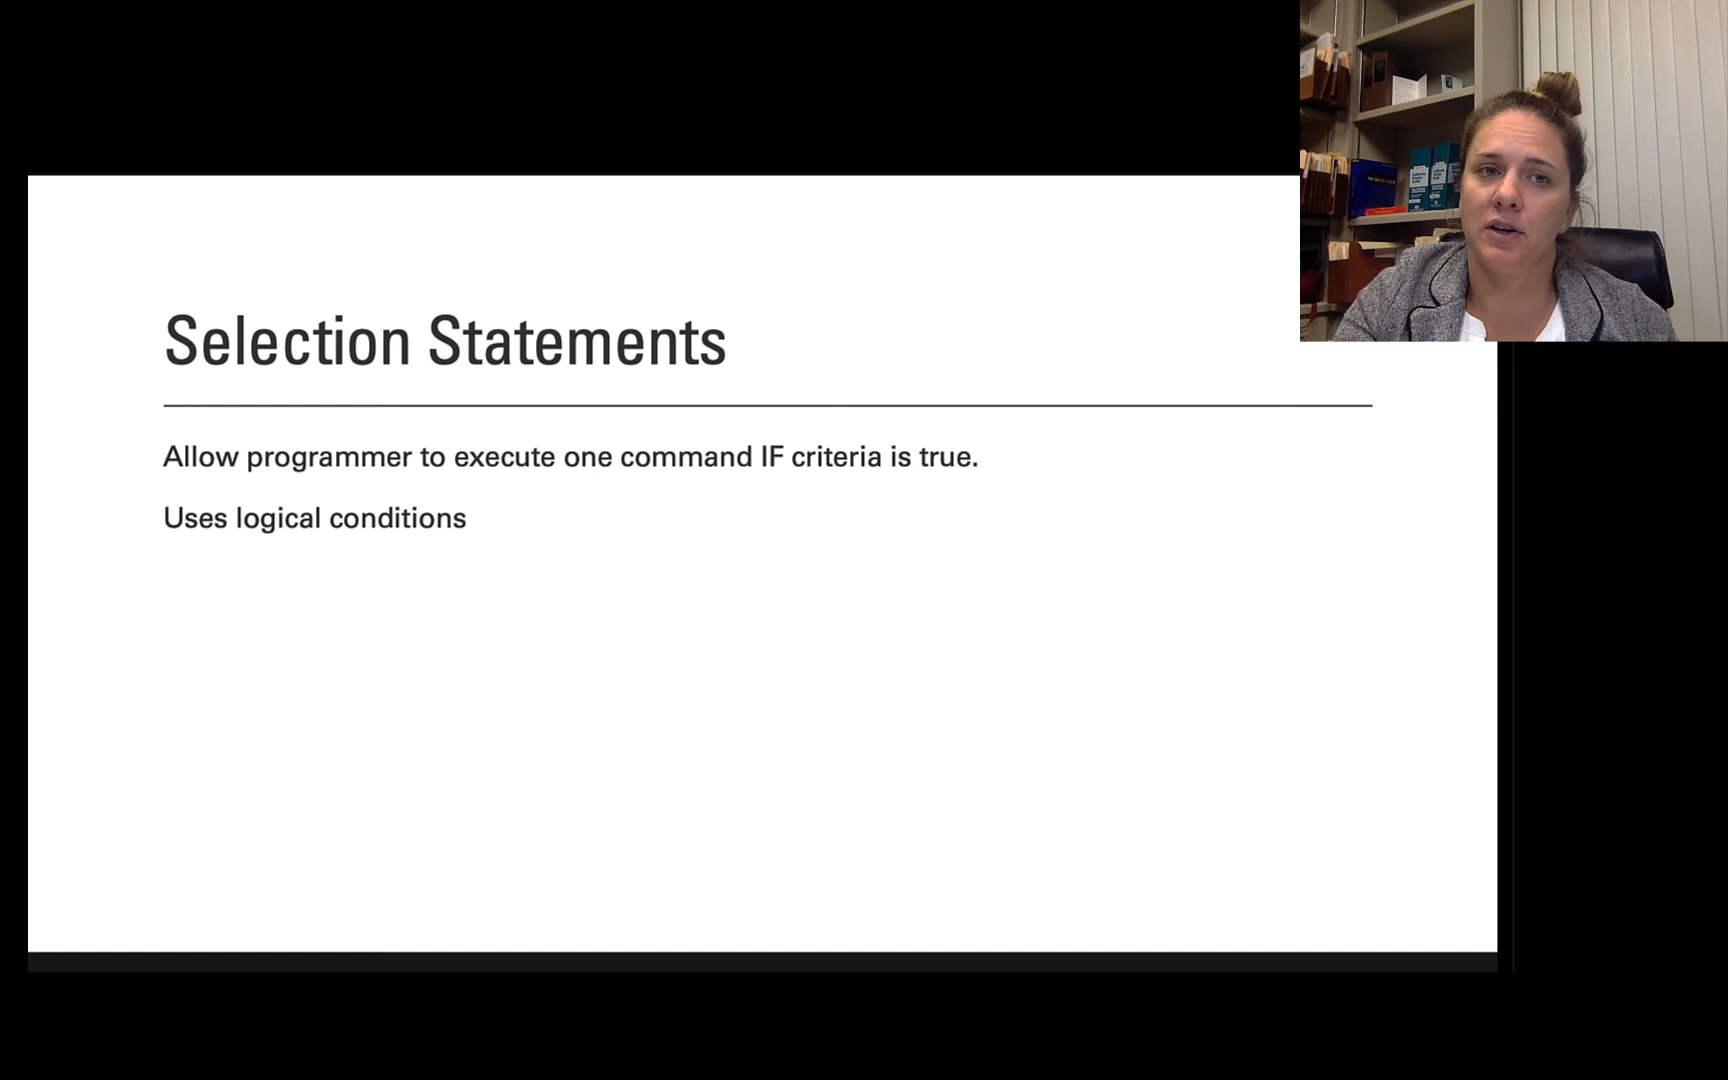 Selection Statements
Allow programmer to execute one command IF criteria is true.
Uses logical conditions